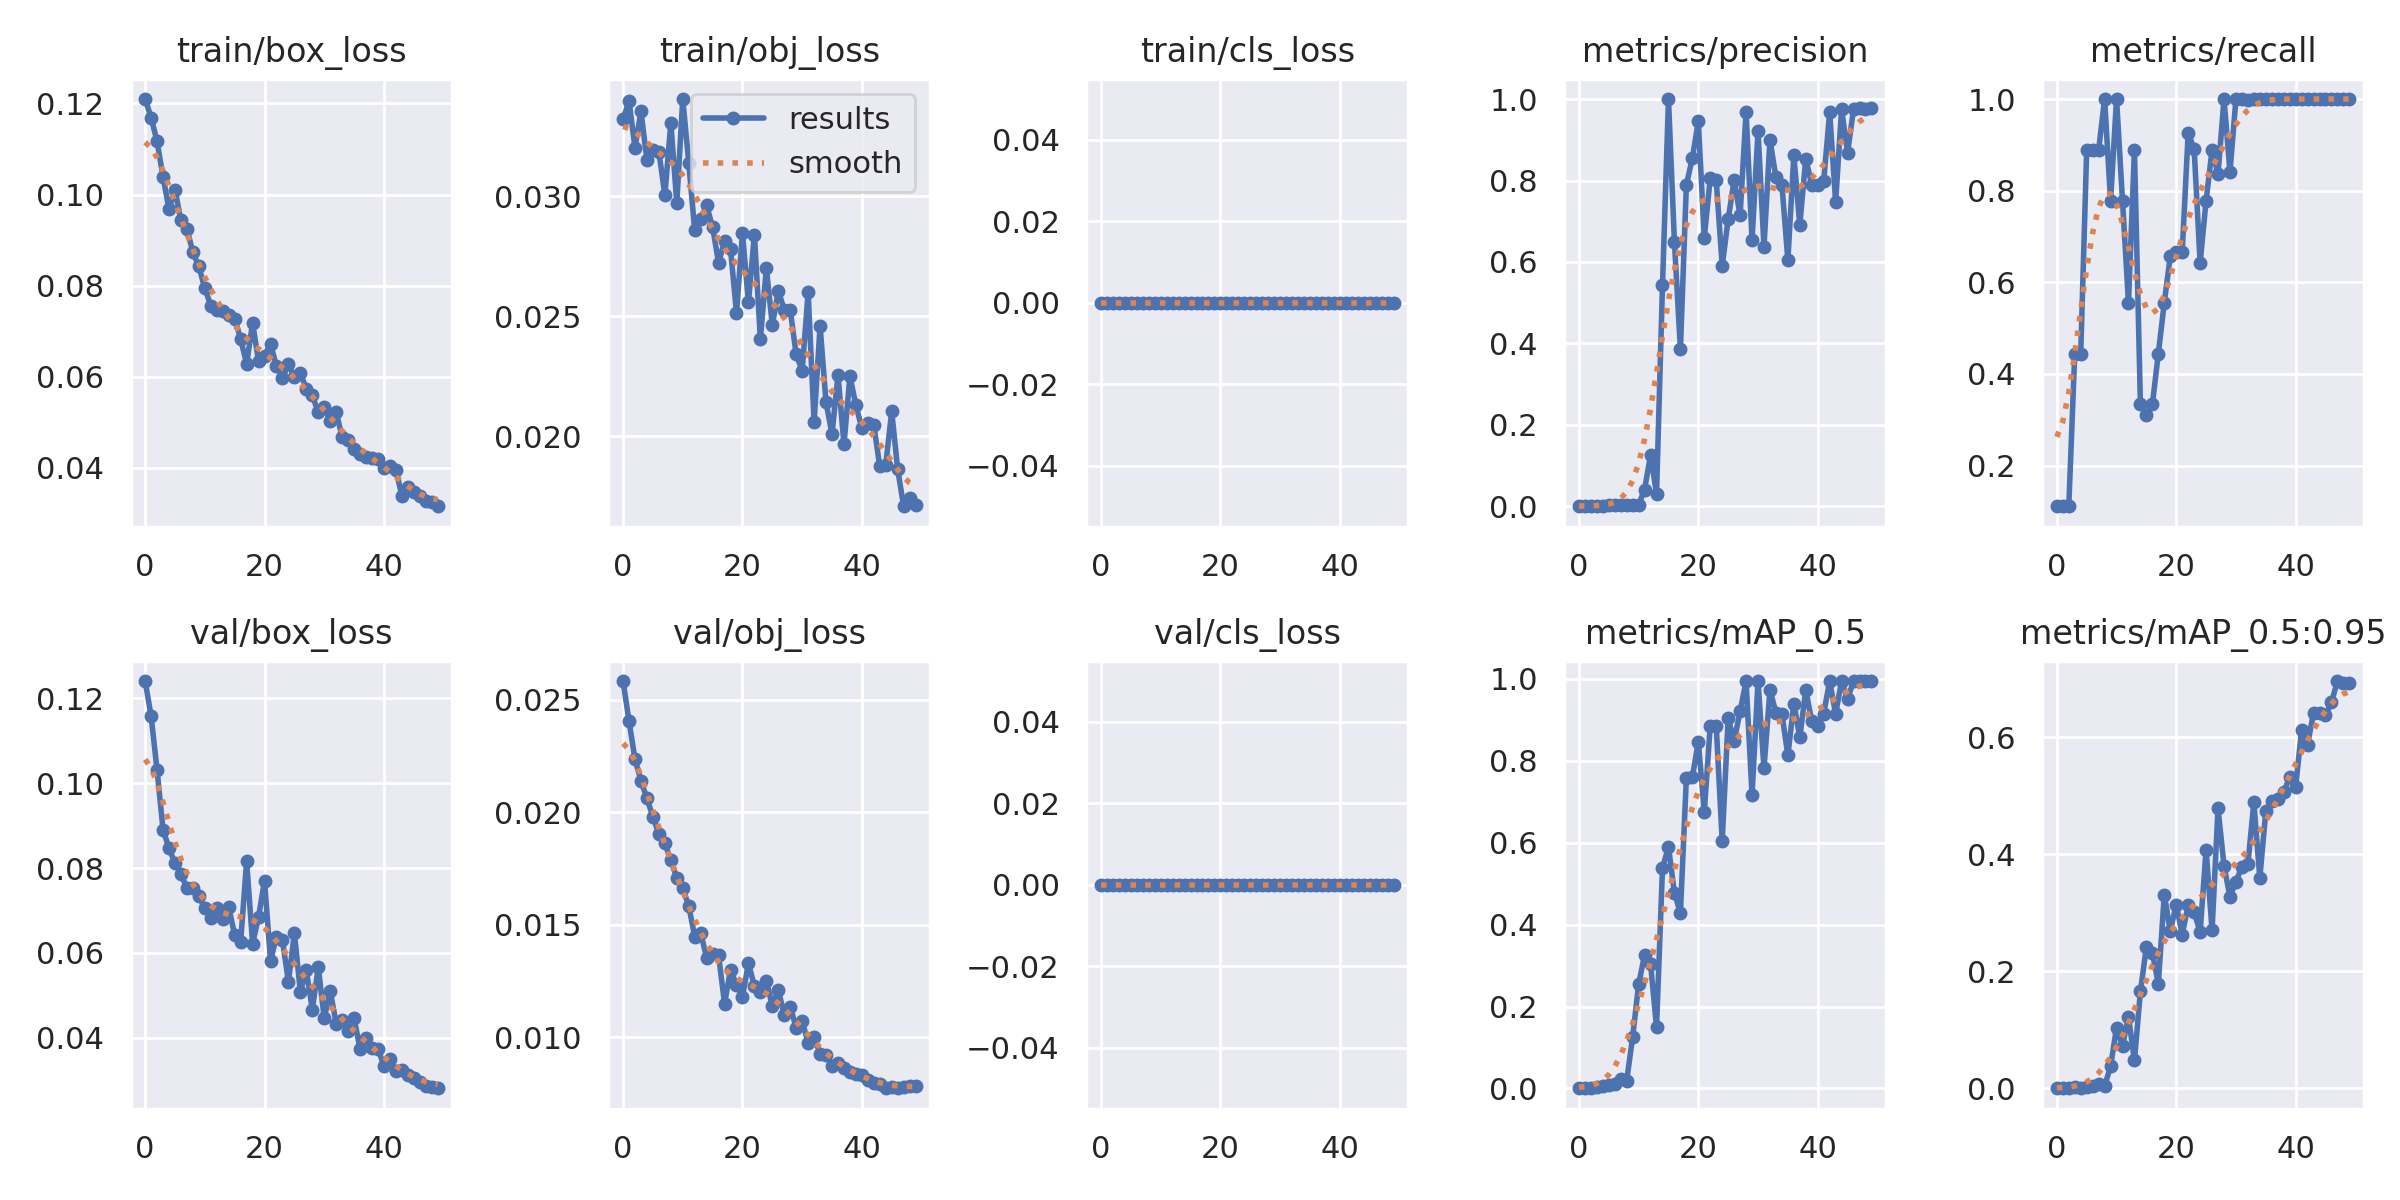 train/box_loss
train/obj_loss
train/cls_loss
metrics/precision
metrics/recall
0.12
0.10
0.08
0.06
0.04
0 20 40
results
smooth
0.030
0.025
0.020
0 20 40
0.04
0.02
0.00
−0.02
−0.04
0 20 40
1.0
0.8
0.6
0.4
0.2
0.0
0 20 40
1.0
0.8
0.6
0.4
0.2
0 20 40
val/box_loss
val/obj_loss
val/cls_loss
metrics/mAP_0.5
metrics/mAP_0.5:0.95
0.12
0.10
0.08
0.06
0.04
0 20 40
0.025
0.020
0.015
0.010
0 20 40
0.04
0.02
0.00
−0.02
−0.04
0 20 40
1.0
0.8
0.6
0.4
0.2
0.0
0 20 40
0.6
0.4
0.2
0.0
0 20 40